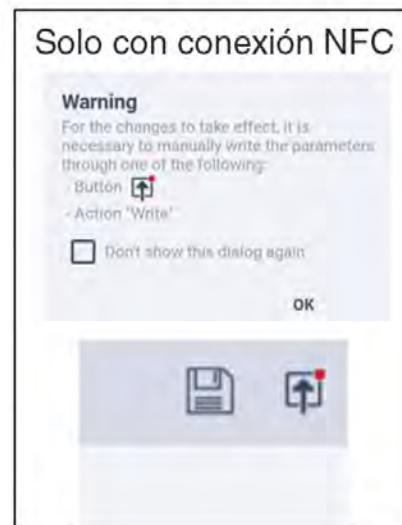 Solo con conexión NFC
Warning
For the changes to take effect, it is
necessary to manually write the parameters
through one of the following:
- Button
- Action "Write"
Don't show this dialog again
OK